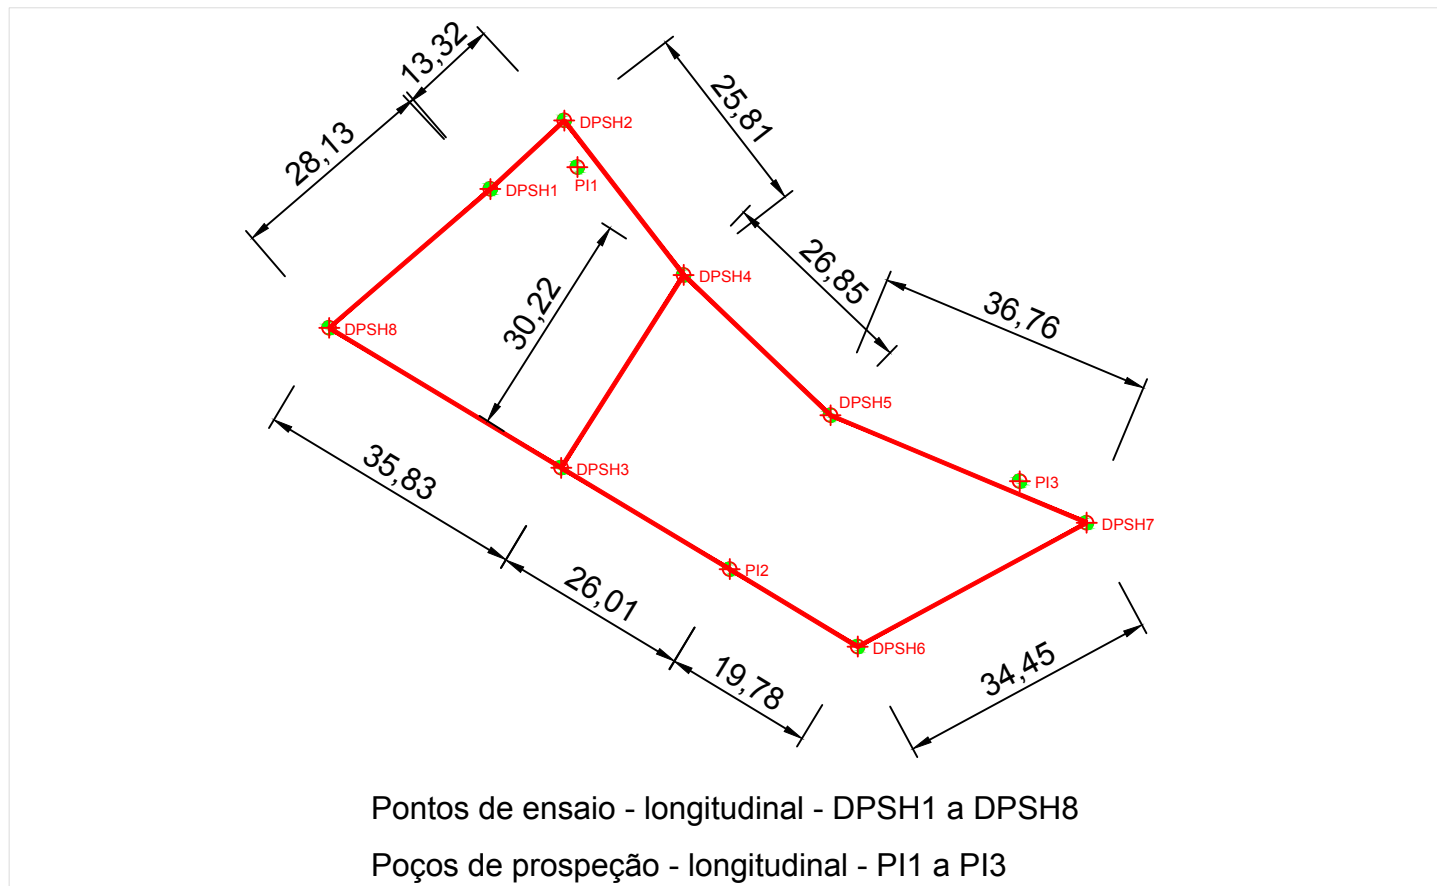 13,32
25,81
28,13
DPSH2
PI1
DPSH1
26,85
DPSH4
30,22
36,76
DPSH8
DPSH5
35,83
DPSH3
PI3
DPSH7
26,01
PI2
DPSH6
19,78
34,45
Pontos de ensaio - longitudinal - DPSH1 a DPSH8
Poços de prospeção - longitudinal - PI1 a PI3